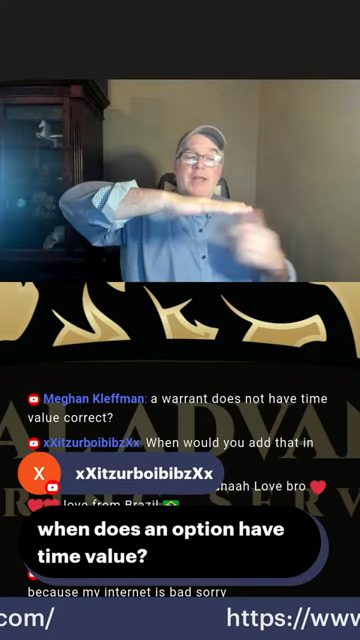 Meghan Kleffman: a warrant does not have time
value correct?
xXitzurboibibzXx: When would you add that in
X
xXitzurboibibzXx
Love bro ❤️
love from Brazil 🇧🇷
when does an option have
time value?
because my internet is bad sorry
com/
https://www